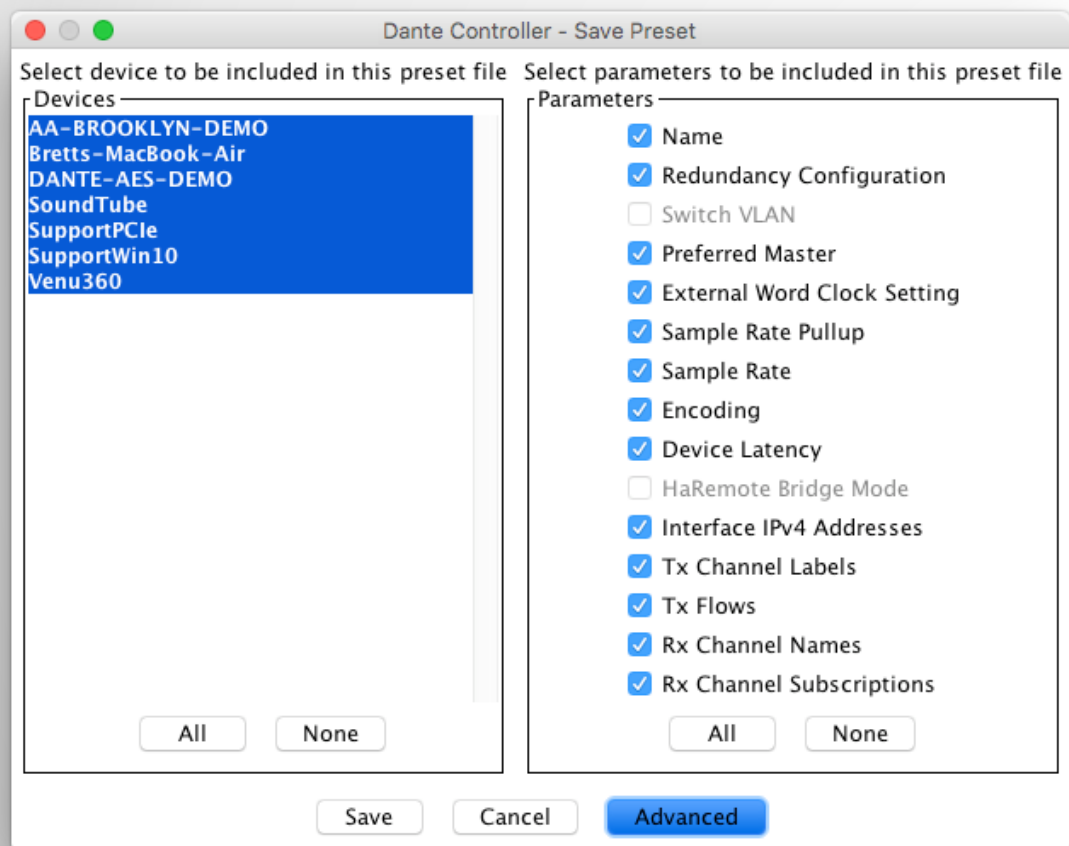 Dante Controller - Save Preset
Select device to be included in this preset file
Devices
AA-BROOKLYN-DEMO
Bretts-MacBook-Air
DANTE-AES-DEMO
SoundTube
SupportPCIe
SupportWin10
Venu360
All None
Select parameters to be included in this preset file
Parameters
Name
Redundancy Configuration
Switch VLAN
Preferred Master
External Word Clock Setting
Sample Rate Pullup
Sample Rate
Encoding
Device Latency
HaRemote Bridge Mode
Interface IPv4 Addresses
Tx Channel Labels
Tx Flows
Rx Channel Names
Rx Channel Subscriptions
All None
Save Cancel Advanced